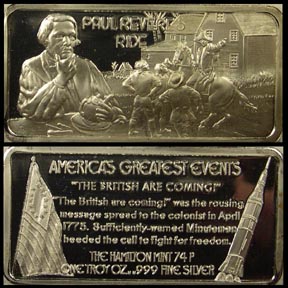 PAUL REVERE'S
RIDE
AMERICA'S GREATEST EVENTS
"THE BRITISH ARE COMING!"
"The British are coming!" was the rousing
message spread to the colonist in April
1775. Sufficiently-warned Minutemen
heeded the call to fight for freedom.
THE HAMILTON MINT 74 P
ONE TROY OZ. .999 FINE SILVER